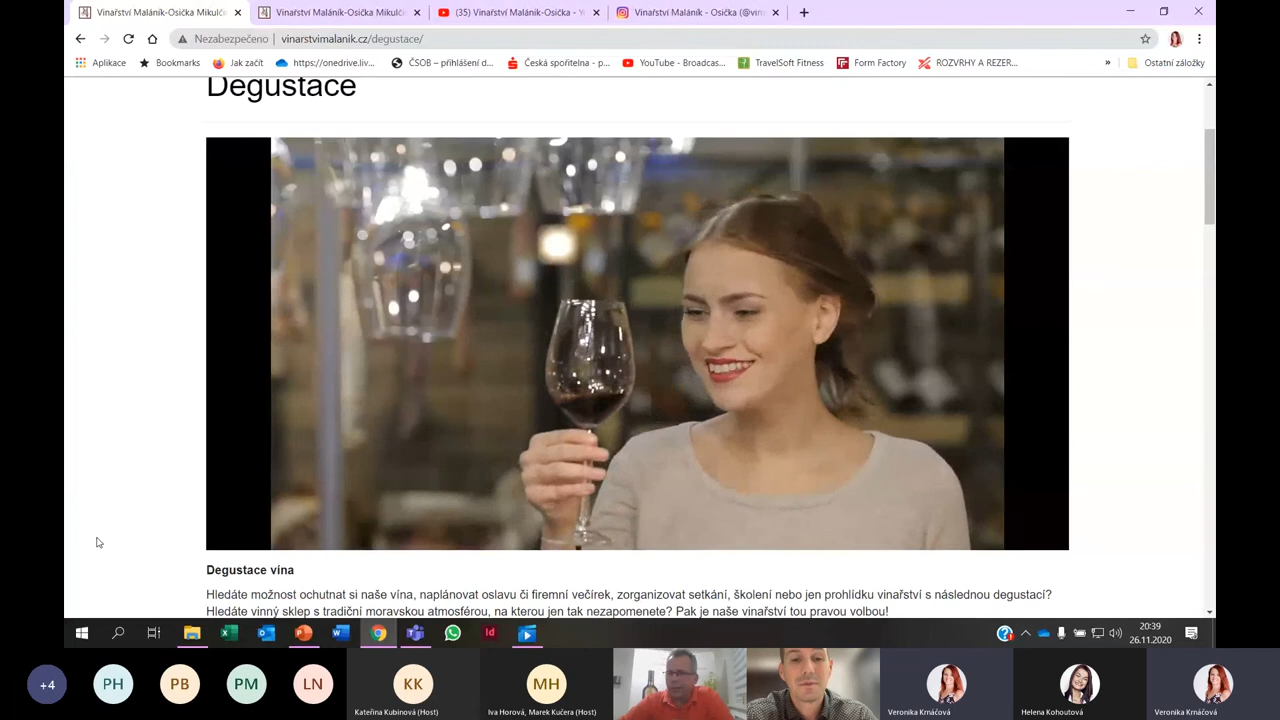 Vinařství Malánik-Osička Mikulči
Vinařství Malánik-Osička Mikulči
(35) Vinařství Malánik-Osička - Y
Vinařství Malánik - Osička (@vin
Nezabezpečeno | vinarstvimalanik.cz/degustace/
Aplikace
Bookmarks
Jak začít
https://onedrive.liv...
ČSOB – přihlášení d...
Česká spořitelna - p...
YouTube - Broadcas...
TravelSoft Fitness
Form Factory
ROZVRHY A REZER...
»
Ostatní záložky
Degustace
Degustace vína
Hledáte možnost ochutnat si naše vína, naplánovat oslavu či firemní večírek, zorganizovat setkání, školení nebo jen prohlídku vinařství s následnou degustací?
Hledáte vinný sklep s tradiční moravskou atmosférou, na kterou jen tak nezapomenete? Pak je naše vinařství tou pravou volbou!
20:39
26.11.2020
+4
PH
PB
PM
LN
KK
MH
Kateřina Kubínová (Host)
Iva Horová, Marek Kučera (Host)
Veronika Krnáčová
Helena Kohoutová
Veronika Krnáčová